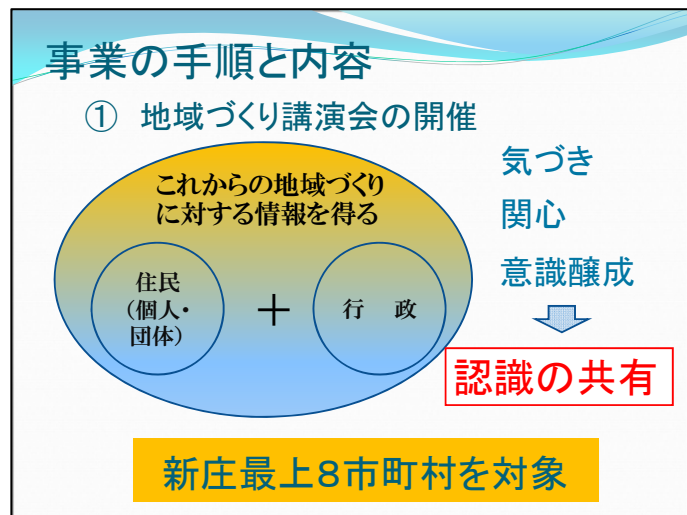 事業の手順と内容
① 地域づくり講演会の開催
これからの地域づくり
に対する情報を得る
住民
（個人・
団体）
＋
行　政
気づき
関心
意識醸成
認識の共有
新庄最上８市町村を対象